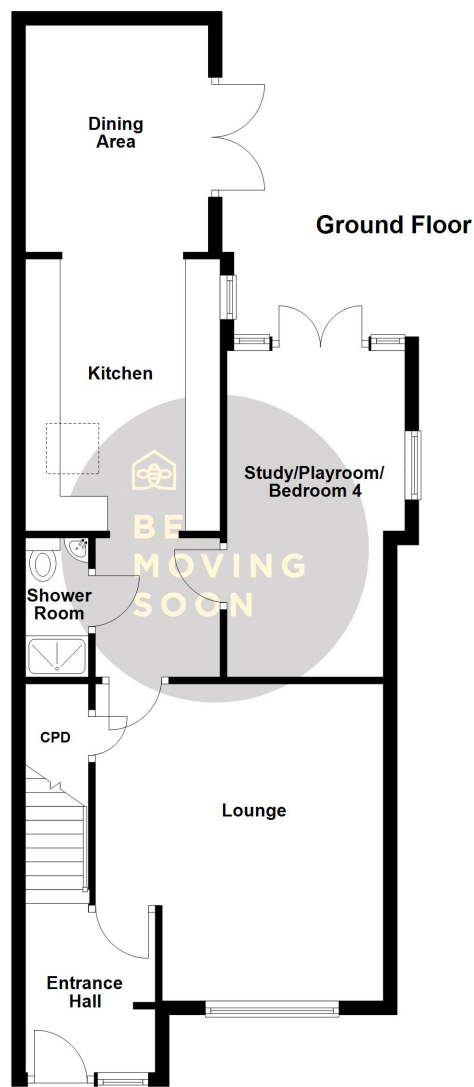 Dining
Area
Ground Floor
Kitchen
Study/Playroom/
Bedroom 4
BE
MOVING
SOON
Shower
Room
CPD
Lounge
Entrance
Hall